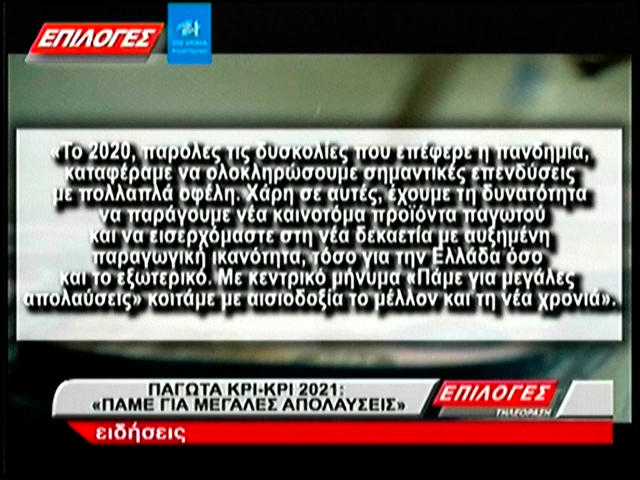 ΕΠΙΛΟΓΕΣ
«Το 2020, παρόλες τις δυσκολίες που επέφερε η πανδημία,
καταφέραμε να ολοκληρώσουμε σημαντικές επενδύσεις
με πολλαπλά οφέλη. Χάρη σε αυτές, έχουμε τη δυνατότητα
να παράγουμε νέα καινοτόμα προϊόντα παγωτού
και να εισερχόμαστε στη νέα δεκαετία με αυξημένη
παραγωγική ικανότητα, τόσο για την Ελλάδα όσο
και το εξωτερικό. Με κεντρικό μήνυμα «Πάμε για μεγάλες
απολαύσεις» κοιτάμε με αισιοδοξία το μέλλον και τη νέα χρονιά».
ΠΑΓΩΤΑ ΚΡΙ-ΚΡΙ 2021:
«ΠΑΜΕ ΓΙΑ ΜΕΓΑΛΕΣ ΑΠΟΛΑΥΣΕΙΣ»
ΕΠΙΛΟΓΕΣ
ΤΗΛΕΟΡΑΣΗ
ειδήσεις